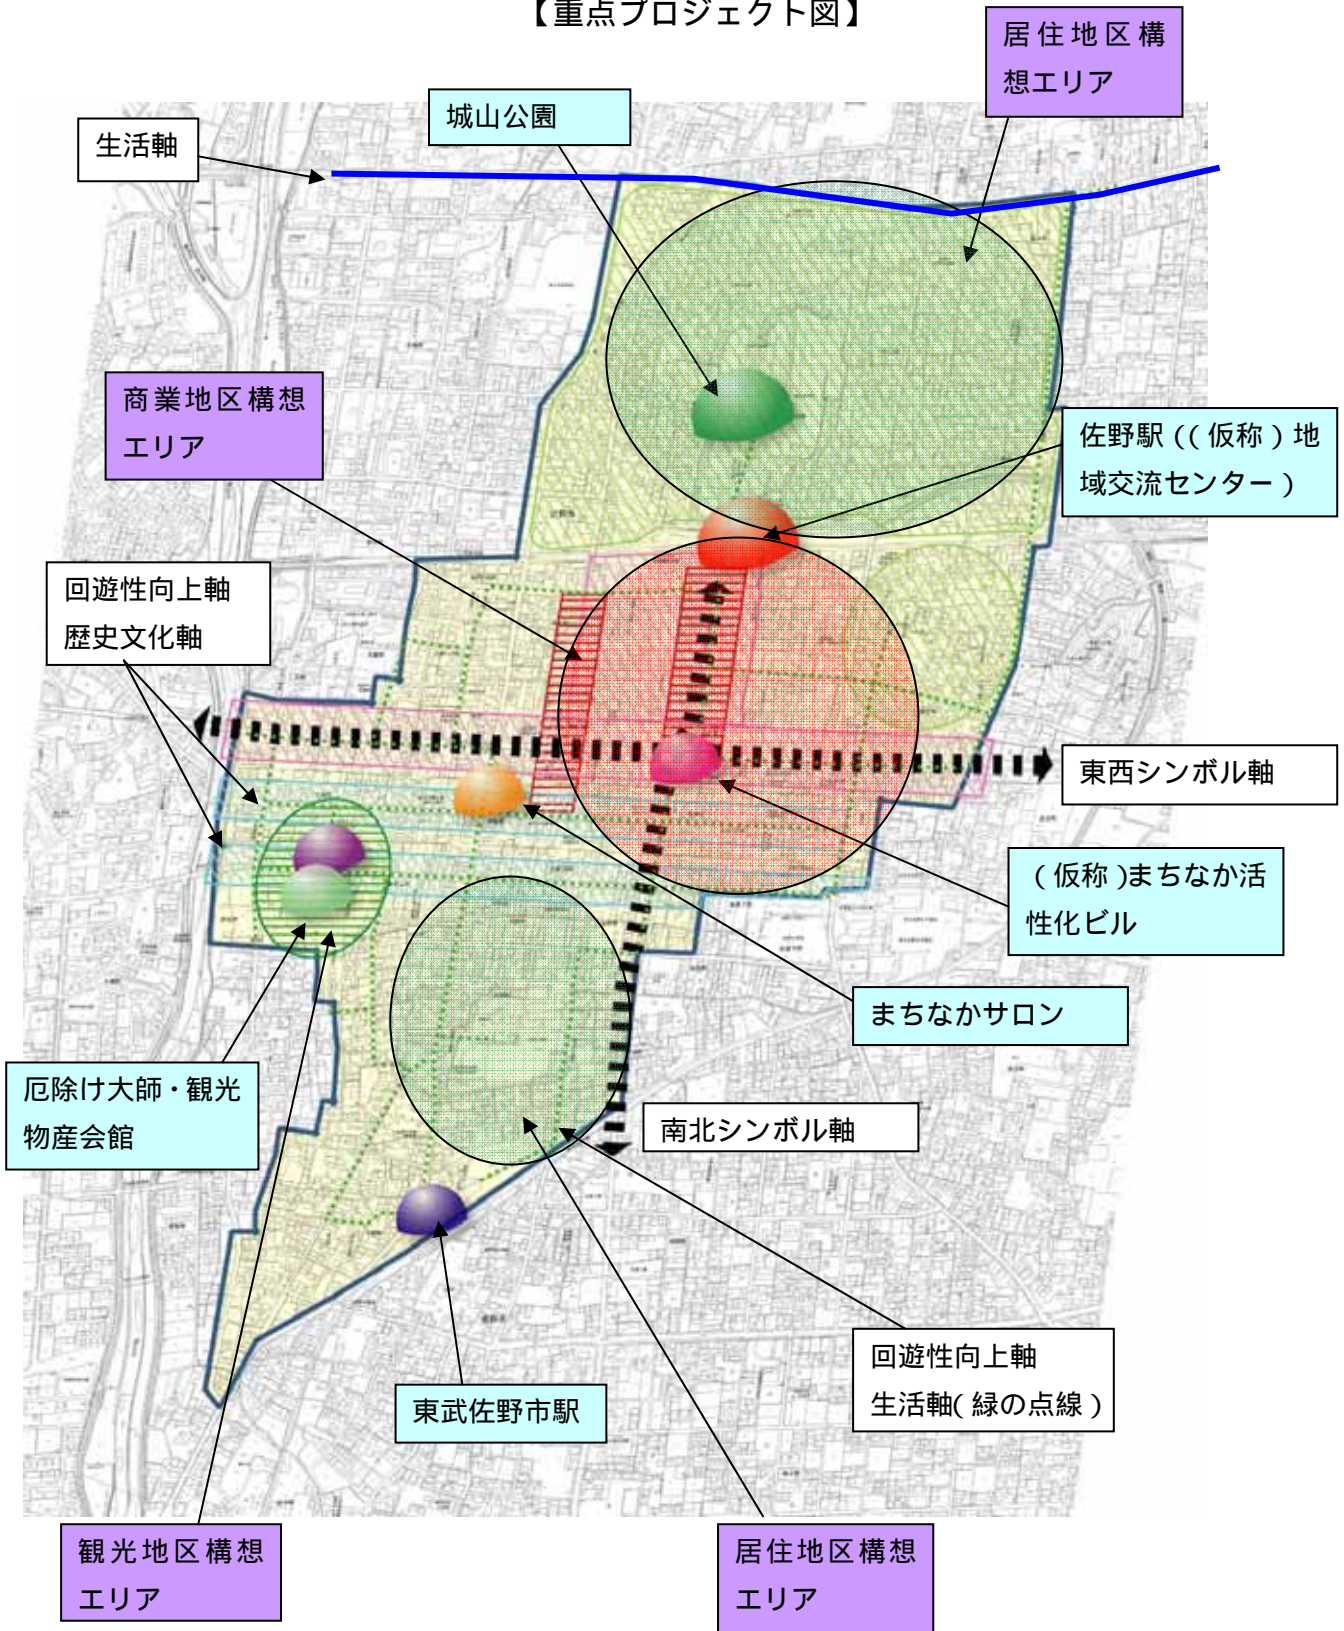 【重点プロジェクト図】
居住地区構
想エリア
城山公園
生活軸
商業地区構想
エリア
佐野駅((仮称)地
域交流センター)
回遊性向上軸
歴史文化軸
東西シンボル軸
(仮称)まちなか活
性化ビル
まちなかサロン
厄除け大師・観光
物産会館
南北シンボル軸
回遊性向上軸
生活軸(緑の点線)
東武佐野市駅
観光地区構想
エリア
居住地区構想
エリア